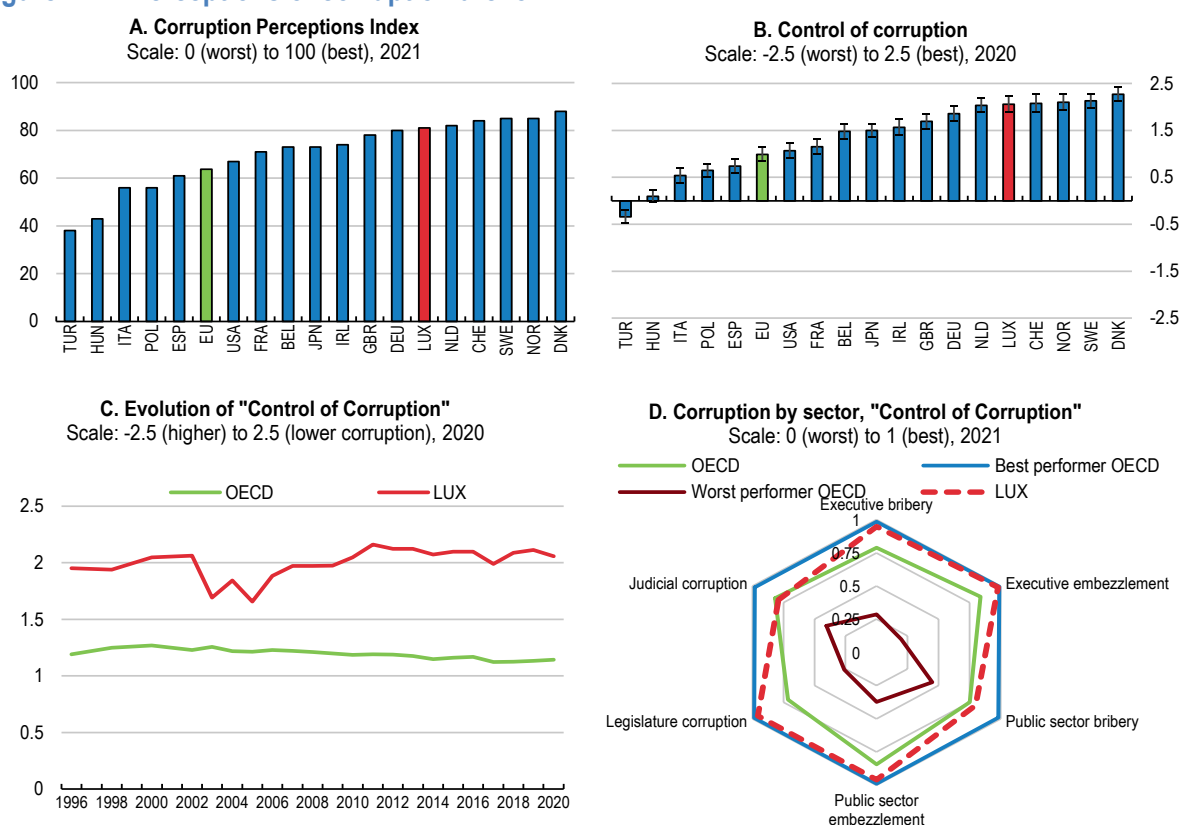 A. Corruption Perceptions Index
Scale: 0 (worst) to 100 (best), 2021
100
80
60
40
20
0
TUR HUN ITA POL ESP EU USA FRA BEL JPN IRL GBR DEU LUX NLD CHE SWE NOR DNK
B. Control of corruption
Scale: -2.5 (worst) to 2.5 (best), 2020
2.5
1.5
0.5
-0.5
-1.5
-2.5
TUR HUN ITA POL ESP EU USA FRA BEL JPN IRL GBR DEU NLD LUX CHE NOR SWE DNK
C. Evolution of "Control of Corruption"
Scale: -2.5 (higher) to 2.5 (lower corruption), 2020
OECD LUX
2.5
2
1.5
1
0.5
0
1996 1998 2000 2002 2004 2006 2008 2010 2012 2014 2016 2018 2020
D. Corruption by sector, "Control of Corruption"
Scale: 0 (worst) to 1 (best), 2021
OECD Best performer OECD
Worst performer OECD LUX
Executive bribery
1
0.75
0.5
0.25
0
Judicial corruption
Executive embezzlement
Legislature corruption
Public sector bribery
Public sector
embezzlement